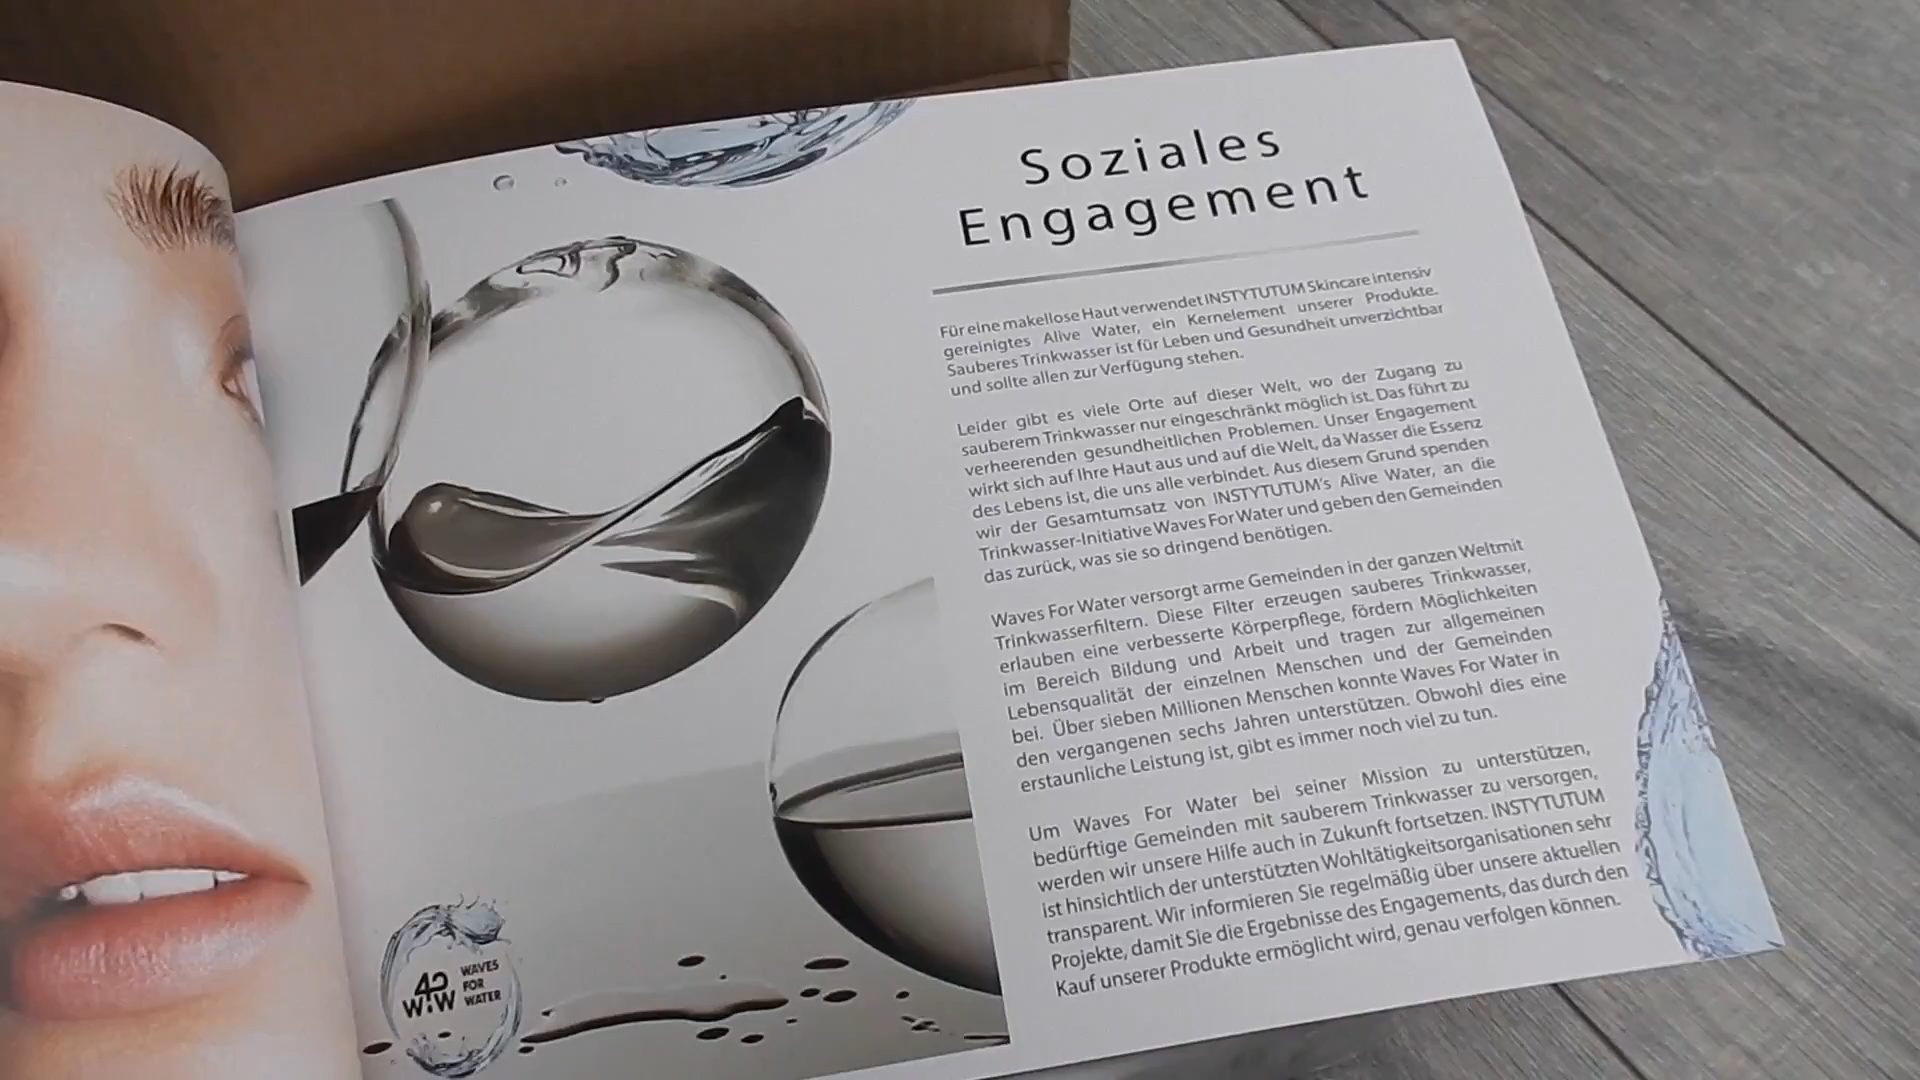 Soziales
Engagement
Für eine makellose Haut verwendet INSTYTUTUM Skincare intensiv
gereinigtes Alive Water, ein Kernelement unserer Produkte.
Sauberes Trinkwasser ist für Leben und Gesundheit unverzichtbar
und sollte allen zur Verfügung stehen.
Leider gibt es viele Orte auf dieser Welt, wo der Zugang zu
sauberem Trinkwasser nur eingeschränkt möglich ist. Das führt zu
verheerenden gesundheitlichen Problemen. Unser Engagement
wirkt sich auf Ihre Haut aus und auf die Welt, da Wasser die Essenz
des Lebens ist, die uns alle verbindet. Aus diesem Grund spenden
wir der Gesamtumsatz von INSTYTUTUM's Alive Water, an die
Trinkwasser-Initiative Waves For Water und geben den Gemeinden
das zurück, was sie so dringend benötigen.
Waves For Water versorgt arme Gemeinden in der ganzen Weltmit
Trinkwasserfiltern. Diese Filter erzeugen sauberes Trinkwasser,
erlauben eine verbesserte Körperpflege, fördern Möglichkeiten
im Bereich Bildung und Arbeit und tragen zur allgemeinen
Lebensqualität der einzelnen Menschen und der Gemeinden
bei. Über sieben Millionen Menschen konnte Waves For Water in
den vergangenen sechs Jahren unterstützen. Obwohl dies eine
erstaunliche Leistung ist, gibt es immer noch viel zu tun.
Um Waves For Water bei seiner Mission zu unterstützen,
bedürftige Gemeinden mit sauberem Trinkwasser zu versorgen,
werden wir unsere Hilfe auch in Zukunft fortsetzen. INSTYTUTUM
ist hinsichtlich der unterstützten Wohltätigkeitsorganisationen sehr
transparent. Wir informieren Sie regelmäßig über unsere aktuellen
Projekte, damit Sie die Ergebnisse des Engagements, das durch den
Kauf unserer Produkte ermöglicht wird, genau verfolgen können.
W4W
WAVES
FOR
WATER